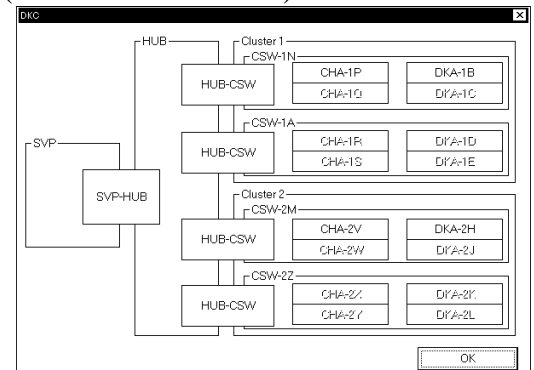 DKC
HUB
Cluster 1
CSW-1N
HUB-CSW
CHA-1P
DKA-1B
CHA-1Q
DKA-1C
CSW-1A
HUB-CSW
CHA-1R
DKA-1D
CHA-1S
DKA-1E
SVP
SVP-HUB
Cluster 2
CSW-2M
HUB-CSW
CHA-2V
DKA-2H
CHA-2W
DKA-2J
CSW-2Z
HUB-CSW
CHA-2X
DKA-2K
CHA-2Y
DKA-2L
OK